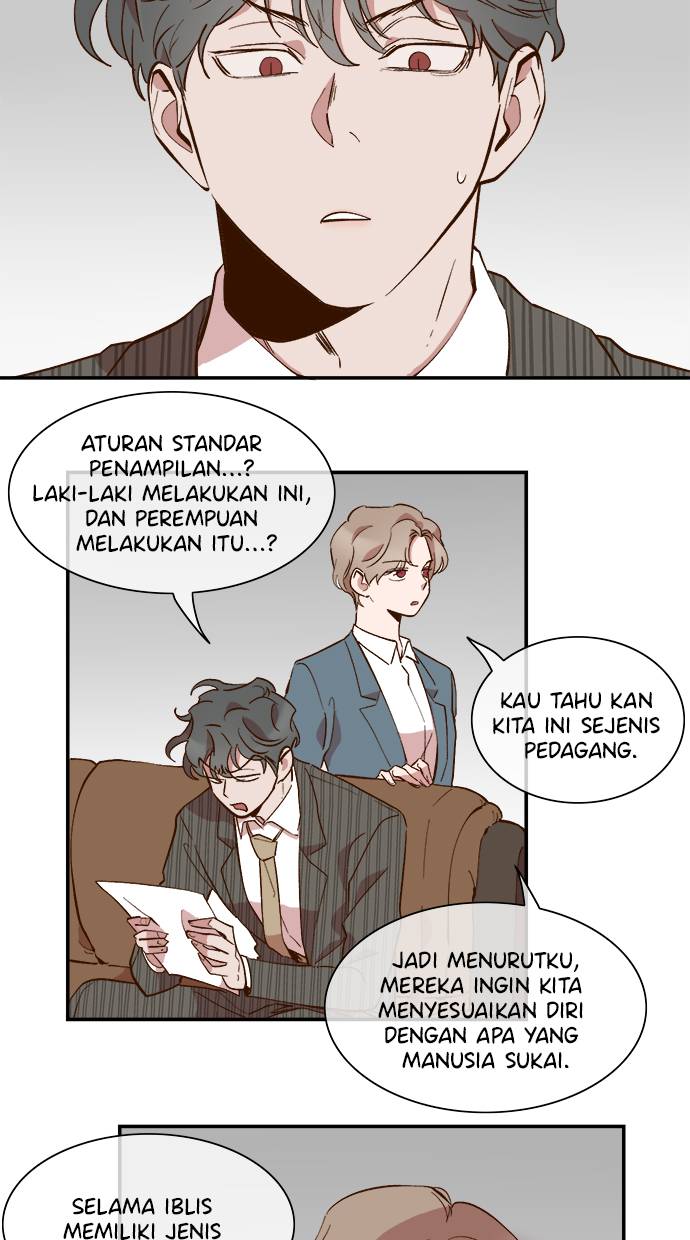 ATURAN STANDAR
PENAMPILAN...?
LAKI-LAKI MELAKUKAN INI,
DAN PEREMPUAN
MELAKUKAN ITU...?
KAU TAHU KAN
KITA INI SEJENIS
PEDAGANG.
JADI MENURUTKU,
MEREKA INGIN KITA
MENYESUAIKAN DIRI
DENGAN APA YANG
MANUSIA SUKAI.
SELAMA IBLIS
MEMILIKI JENIS